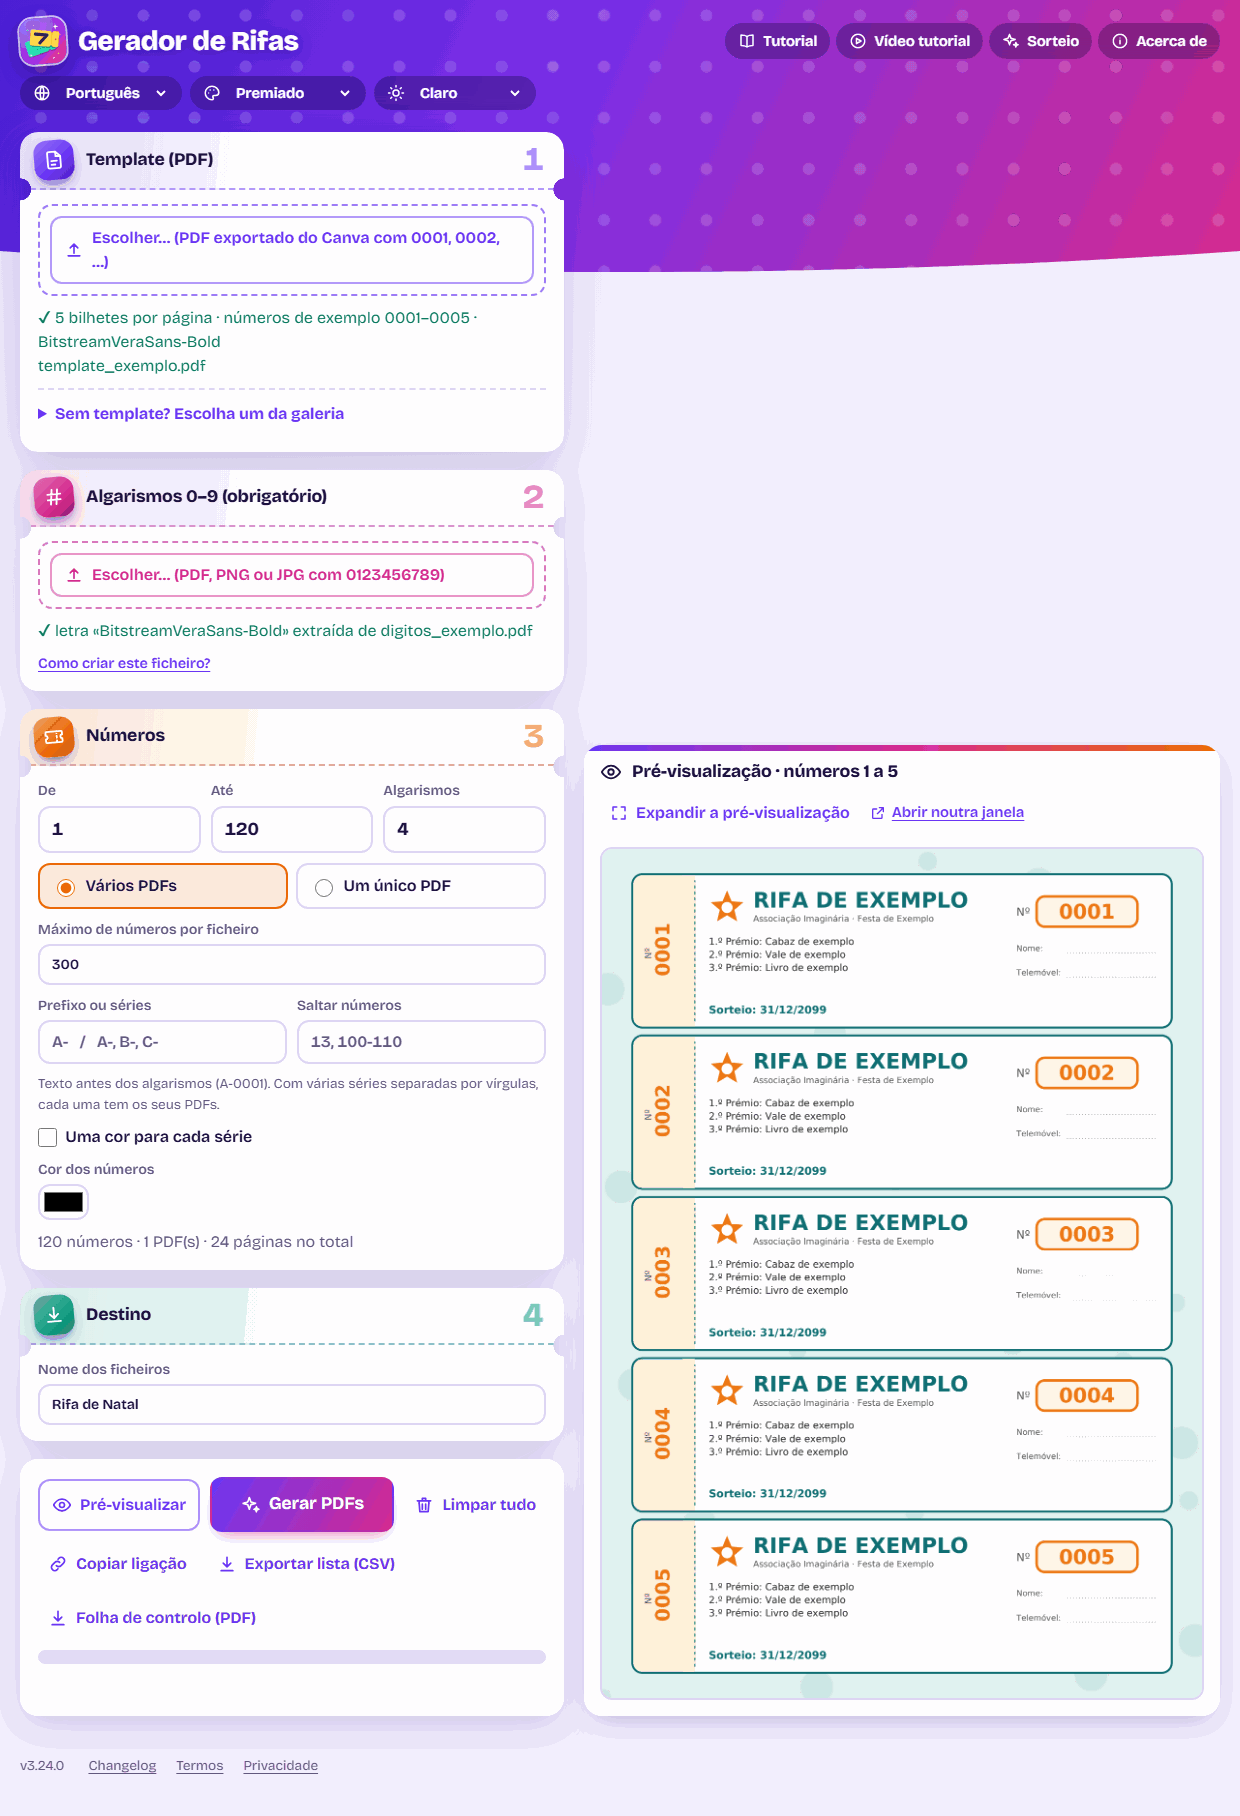 Gerador de Rifas
Tutorial
Vídeo tutorial
Sorteio
Acerca de
Português
Premiado
Claro
Template (PDF)
1
Escolher... (PDF exportado do Canva com 0001, 0002,
...)
✓ 5 bilhetes por página · números de exemplo 0001–0005 ·
BitstreamVeraSans-Bold
template_exemplo.pdf
Sem template? Escolha um da galeria
Algarismos 0–9 (obrigatório)
2
Escolher... (PDF, PNG ou JPG com 0123456789)
✓ letra «BitstreamVeraSans-Bold» extraída de digitos_exemplo.pdf
Como criar este ficheiro?
Números
3
De
Até
Algarismos
1
120
4
Vários PDFs
Um único PDF
Máximo de números por ficheiro
300
Prefixo ou séries
Saltar números
A- / A-, B-, C-
13, 100-110
Texto antes dos algarismos (A-0001). Com várias séries separadas por vírgulas,
cada uma tem os seus PDFs.
Uma cor para cada série
Cor dos números
120 números · 1 PDF(s) · 24 páginas no total
Destino
4
Nome dos ficheiros
Rifa de Natal
Pré-visualizar
Gerar PDFs
Limpar tudo
Copiar ligação
Exportar lista (CSV)
Folha de controlo (PDF)
Pré-visualização · números 1 a 5
Expandir a pré-visualização
Abrir noutra janela
Nº 0001
RIFA DE EXEMPLO
Associação Imaginária · Festa de Exemplo
1.º Prémio: Cabaz de exemplo
2.º Prémio: Vale de exemplo
3.º Prémio: Livro de exemplo
Sorteio: 31/12/2099
Nº 0001
Nome:
Telemóvel:
Nº 0002
RIFA DE EXEMPLO
Associação Imaginária · Festa de Exemplo
1.º Prémio: Cabaz de exemplo
2.º Prémio: Vale de exemplo
3.º Prémio: Livro de exemplo
Sorteio: 31/12/2099
Nº 0002
Nome:
Telemóvel:
Nº 0003
RIFA DE EXEMPLO
Associação Imaginária · Festa de Exemplo
1.º Prémio: Cabaz de exemplo
2.º Prémio: Vale de exemplo
3.º Prémio: Livro de exemplo
Sorteio: 31/12/2099
Nº 0003
Nome:
Telemóvel:
Nº 0004
RIFA DE EXEMPLO
Associação Imaginária · Festa de Exemplo
1.º Prémio: Cabaz de exemplo
2.º Prémio: Vale de exemplo
3.º Prémio: Livro de exemplo
Sorteio: 31/12/2099
Nº 0004
Nome:
Telemóvel:
Nº 0005
RIFA DE EXEMPLO
Associação Imaginária · Festa de Exemplo
1.º Prémio: Cabaz de exemplo
2.º Prémio: Vale de exemplo
3.º Prémio: Livro de exemplo
Sorteio: 31/12/2099
Nº 0005
Nome:
Telemóvel:
v3.24.0
Changelog
Termos
Privacidade